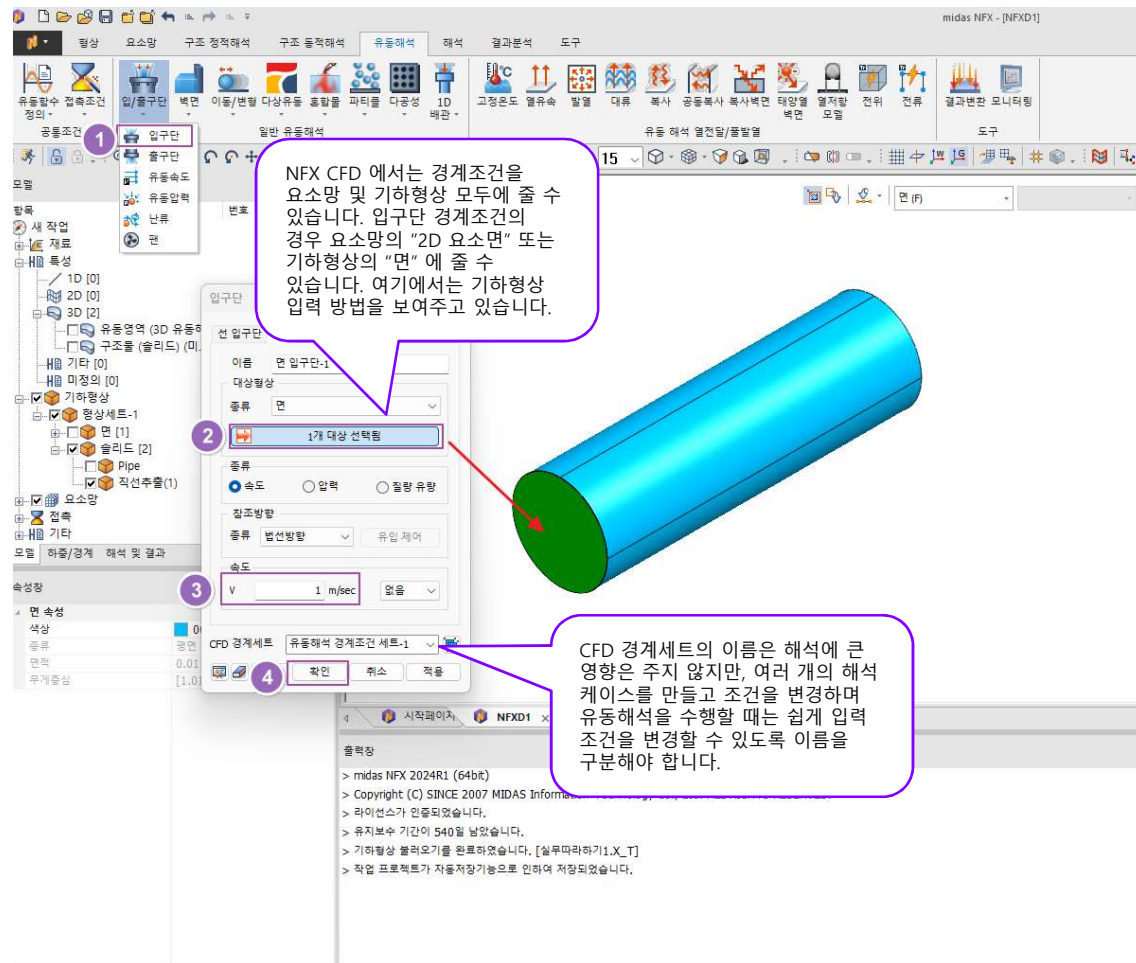 midas NFX - [NFXD1]
형상 요소망 구조 정적해석 구조 동적해석 유동해석 해석 결과분석 도구
유동함수 정의 접촉조건 입/출구단 벽면 이동/변형 다상유동 혼합물 파티클 다공성 1D 배관 고정온도 열유속 발열 대류 복사 공동복사 복사벽면 태양열 벽면 열저항 모델 전위 전류 결과변환 모니터링
공통조건 일반 유동해석 유동 해석 열전달/줄발열 도구
1
입구단
출구단
유동속도
유동압력
난류
팬
15
면 (F)
모델
항목 번호
새 작업
재료
특성
1D [0]
2D [0]
3D [2]
유동영역 (3D 유동
구조물 (솔리드) (미
기타 [0]
미정의 [0]
기하형상
형상세트-1
면 [1]
솔리드 [2]
Pipe
직선추출(1)
요소망
접촉
기타
모델 하중/경계 해석 및 결과
속성창
면 속성
색상
종류 평면
면적 0.01
무게중심
NFX CFD 에서는 경계조건을
요소망 및 기하형상 모두에 줄 수
있습니다. 입구단 경계조건의
경우 요소망의 "2D 요소면" 또는
기하형상의 "면" 에 줄 수
있습니다. 여기에서는 기하형상
입력 방법을 보여주고 있습니다.
입구단
선 입구단
이름 면 입구단-1
대상형상
종류 면
2
1개 대상 선택됨
종류
속도 압력 질량 유량
참조방향
종류 법선방향 유입 제어
속도
3
V 1 m/sec 없음
CFD 경계세트 유동해석 경계조건 세트-1
4
확인 취소 적용
CFD 경계세트의 이름은 해석에 큰
영향은 주지 않지만, 여러 개의 해석
케이스를 만들고 조건을 변경하며
유동해석을 수행할 때는 쉽게 입력
조건을 변경할 수 있도록 이름을
구분해야 합니다.
시작페이지 NFXD1
출력창
> midas NFX 2024R1 (64bit)
> Copyright (C) SINCE 2007 MIDAS
> 라이선스가 인증되었습니다.
> 유지보수 기간이 540일 남았습니다.
> 기하형상 불러오기를 완료하였습니다. [실무따라하기1.X_T]
> 작업 프로젝트가 자동저장기능으로 인하여 저장되었습니다.